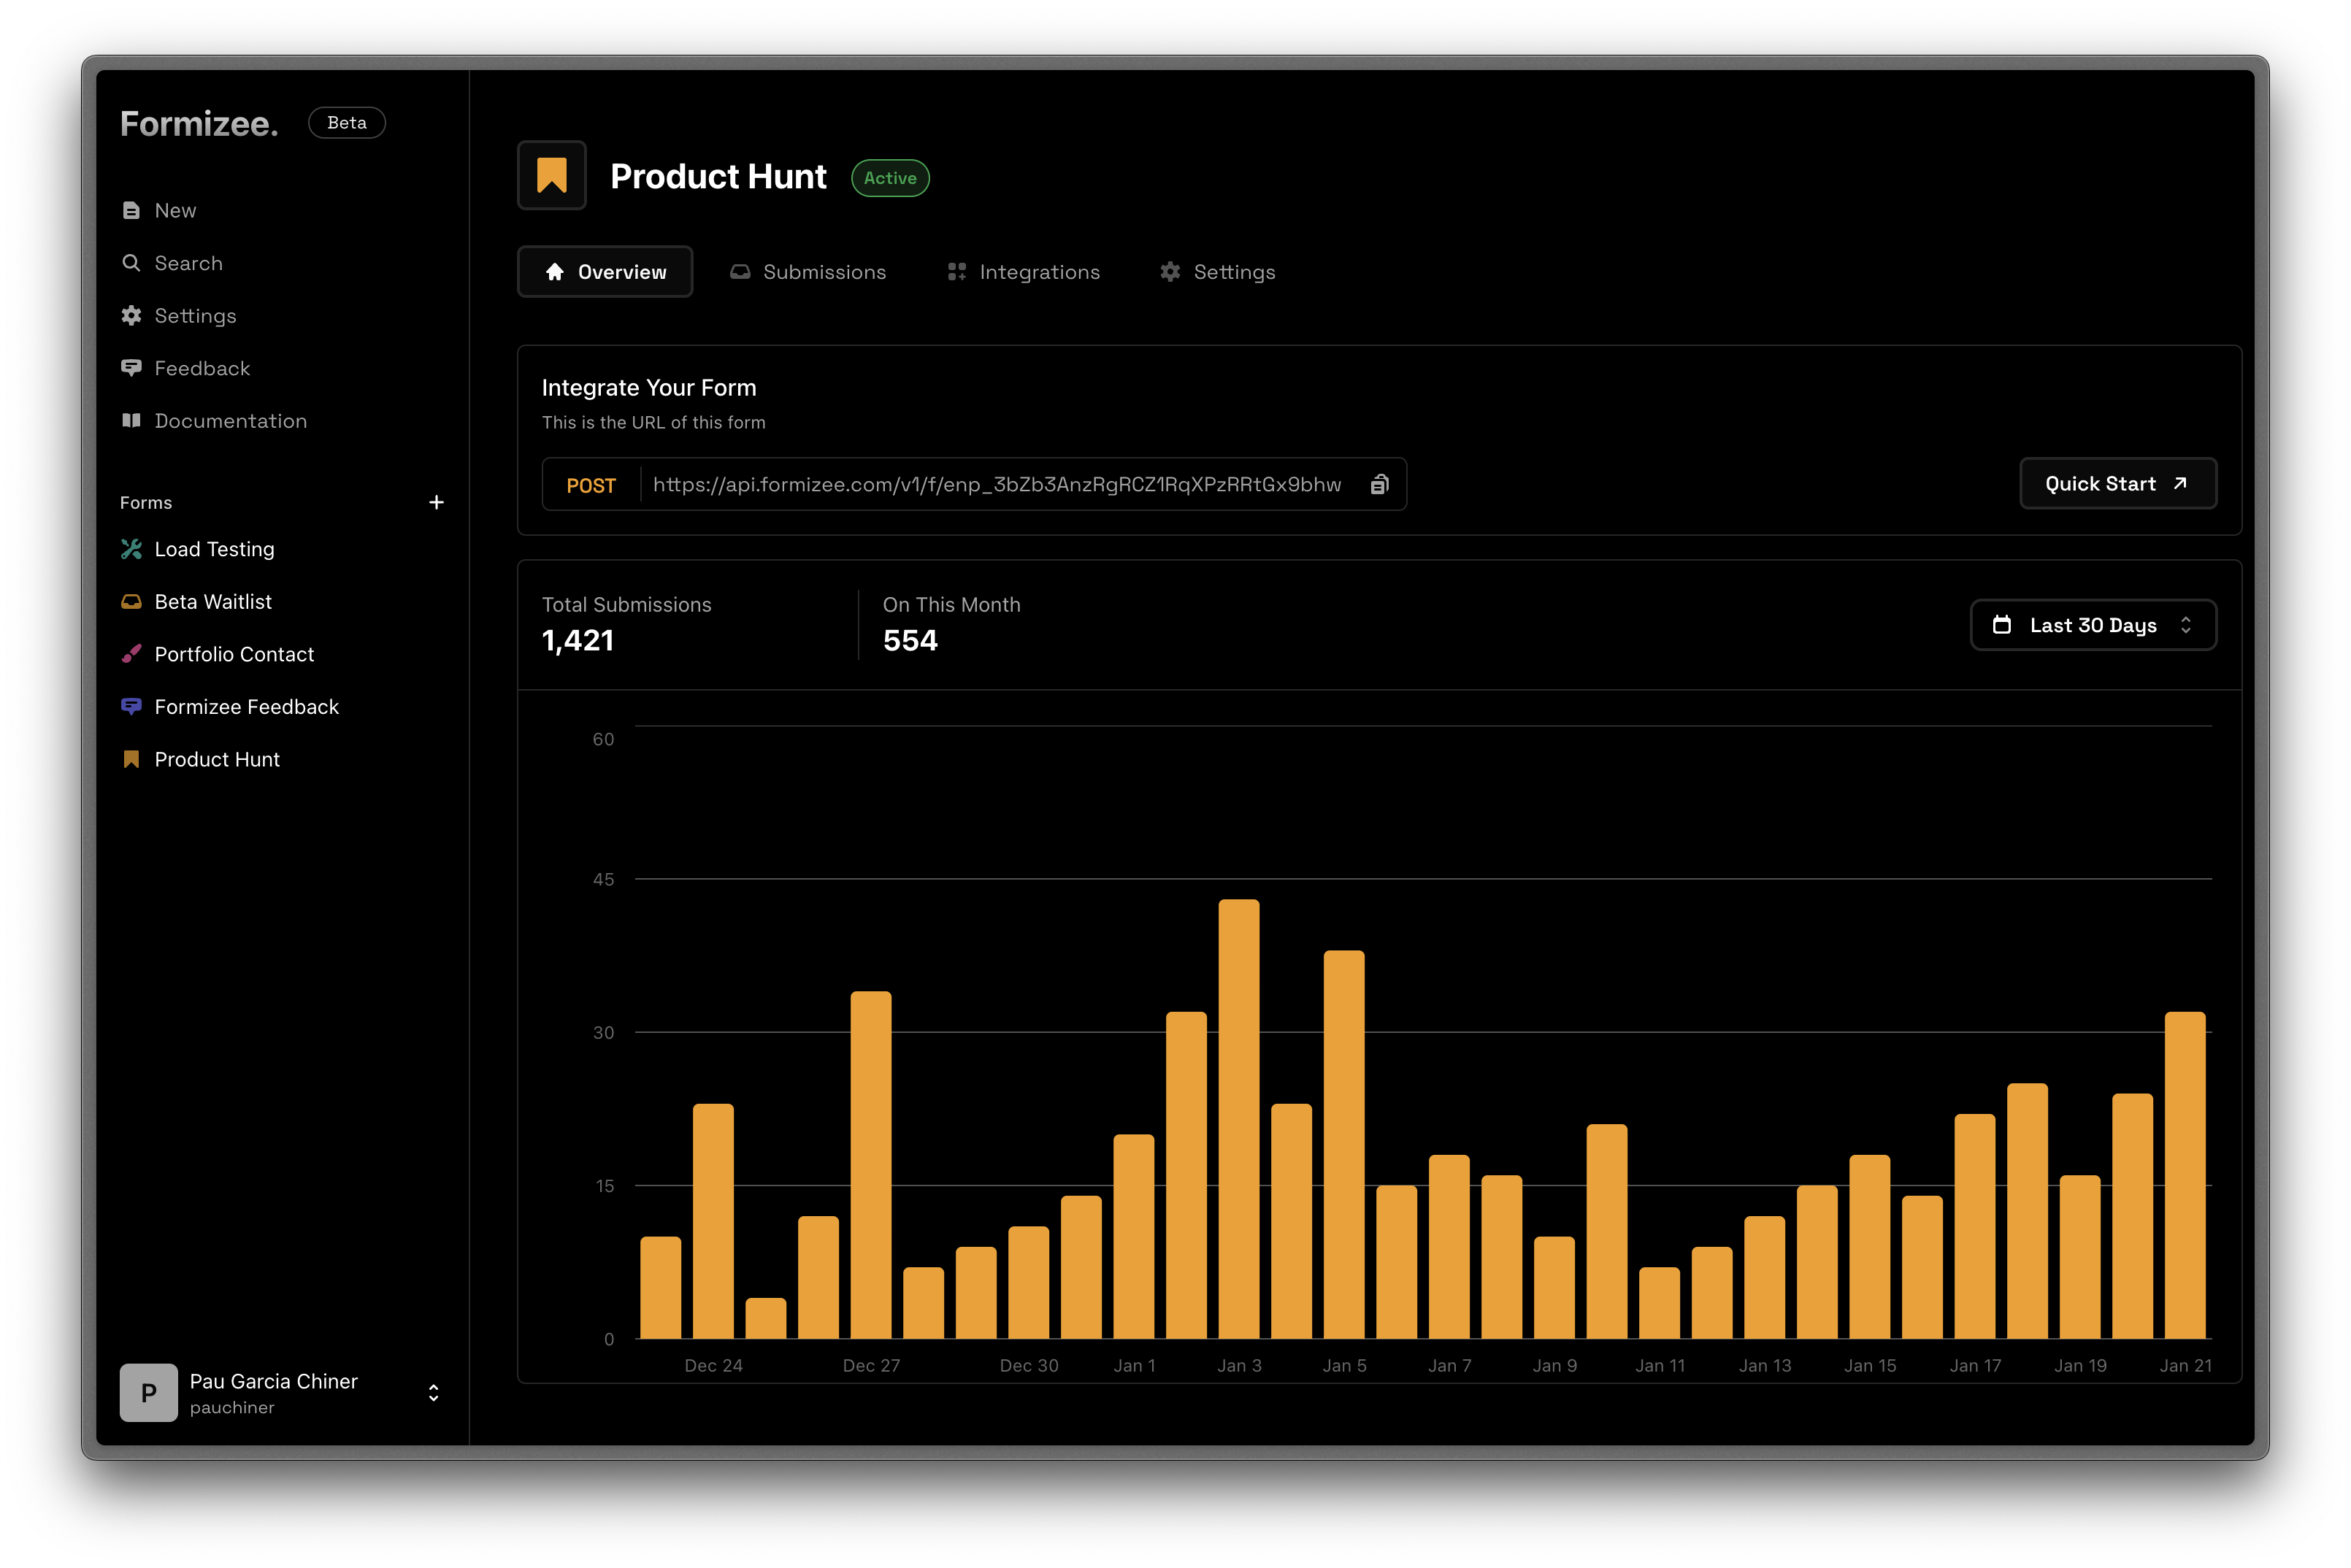 Formizee. Beta
New
Search
Settings
Feedback
Documentation
Forms
Load Testing
Beta Waitlist
Portfolio Contact
Formizee Feedback
Product Hunt
P
Pau Garcia Chiner
pauchiner
Product Hunt Active
Overview Submissions Integrations Settings
Integrate Your Form
This is the URL of this form
POST https://api.formizee.com/v1/f/enp_3bZb3AnzRgRCZ1RqXPzRRtGx9bhw Quick Start
Total Submissions On This Month
1,421 554
Last 30 Days
60
45
30
15
0
Dec 24 Dec 27 Dec 30 Jan 1 Jan 3 Jan 5 Jan 7 Jan 9 Jan 11 Jan 13 Jan 15 Jan 17 Jan 19 Jan 21